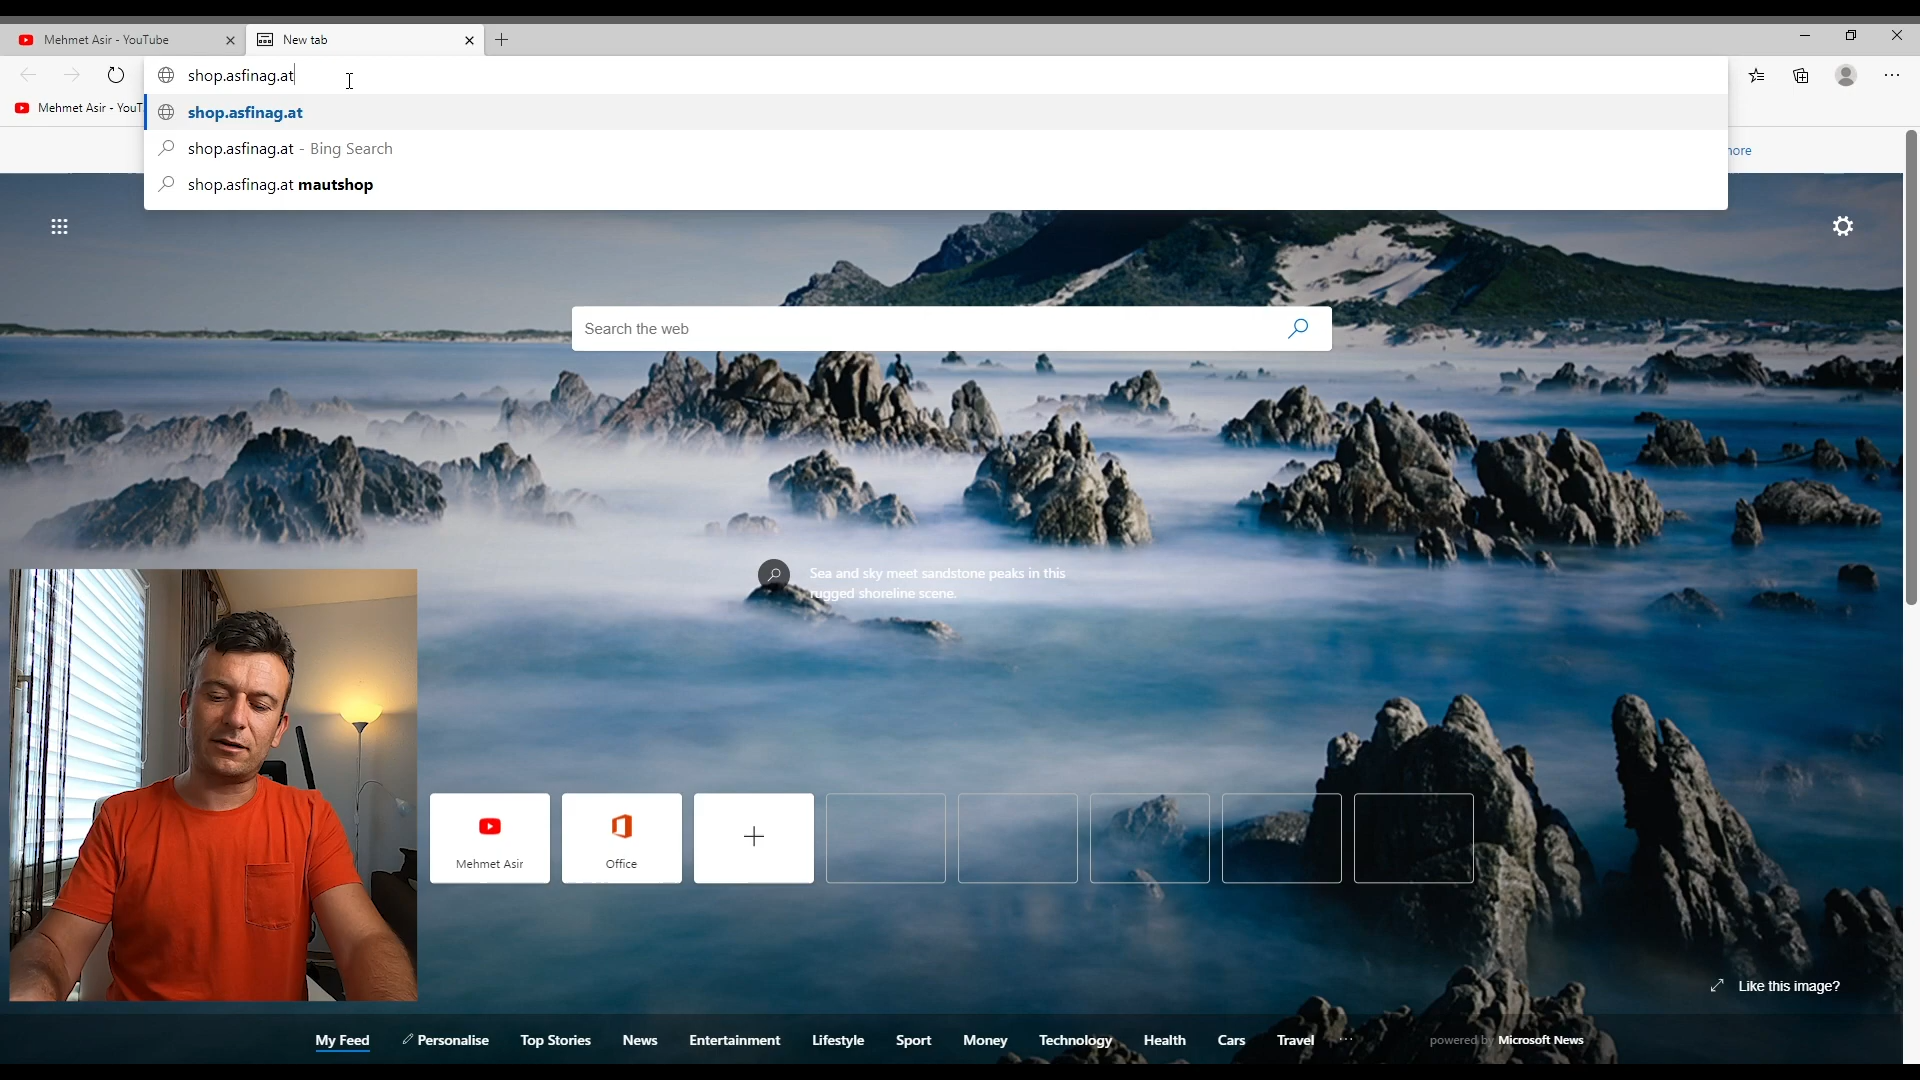 Mehmet Asir - YouTube
New tab
shop.asfinag.at
Mehmet Asir - YouT
shop.asfinag.at
shop.asfinag.at - Bing Search
shop.asfinag.at mautshop
Search the web
Sea and sky meet sandstone peaks in this
rugged shoreline scene.
Mehmet Asir
Office
Like this image?
My Feed
Personalise
Top Stories
News
Entertainment
Lifestyle
Sport
Money
Technology
Health
Cars
Travel
powered by Microsoft News